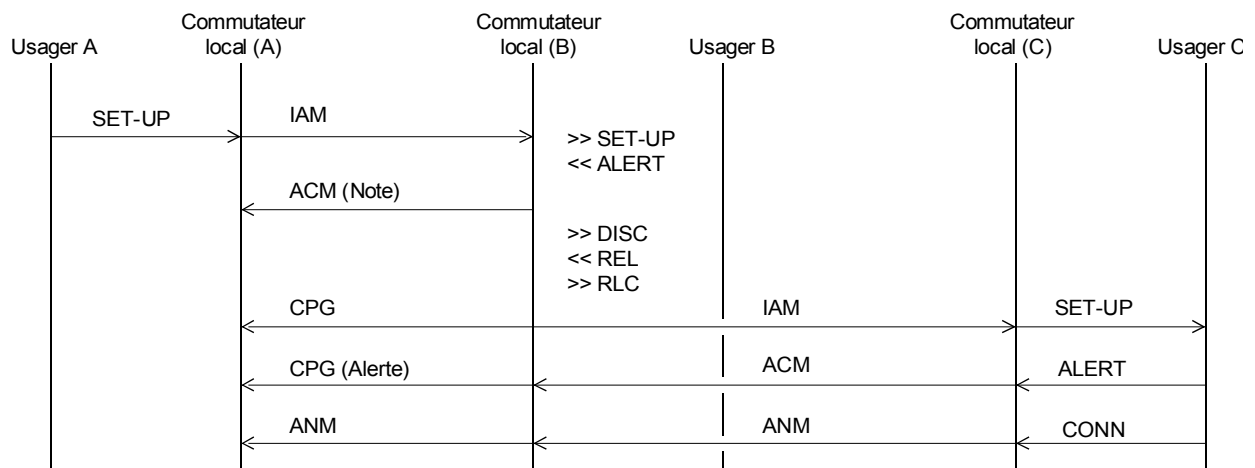 Usager A
Commutateur
local (A)
Commutateur
local (B)
Usager B
Commutateur
local (C)
Usager C
SET-UP
IAM
>> SET-UP
<< ALERT
ACM (Note)
>> DISC
<< REL
>> RLC
CPG
IAM
SET-UP
CPG (Alerte)
ACM
ALERT
ANM
ANM
CONN